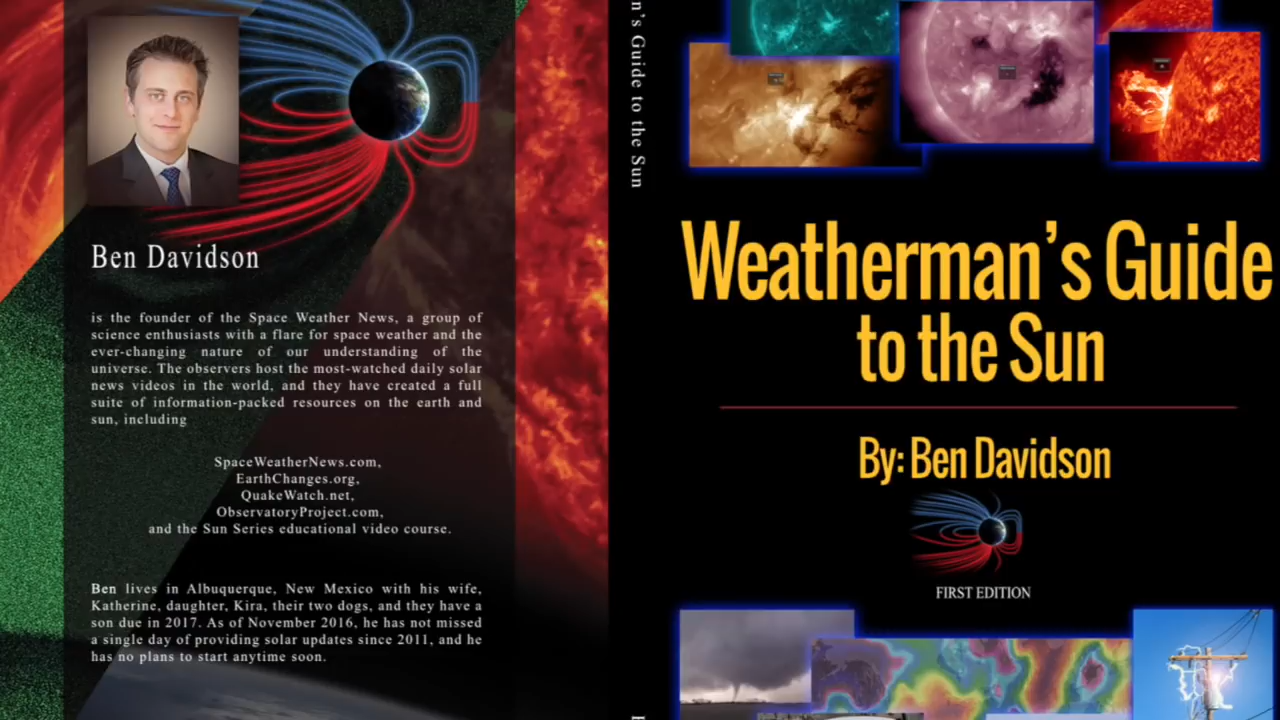 Ben Davidson
is the founder of the Space Weather News, a group of
science enthusiasts with a flare for space weather and the
ever-changing nature of our understanding of the
universe. The observers host the most-watched daily solar
news videos in the world, and they have created a full
suite of information-packed resources on the earth and
sun, including
SpaceWeatherNews.com,
EarthChanges.org,
QuakeWatch.net,
ObservatoryProject.com,
and the Sun Series educational video course.
Ben lives in Albuquerque, New Mexico with his wife,
Katherine, daughter, Kira, their two dogs, and they have a
son due in 2017. As of November 2016, he has not missed
a single day of providing solar updates since 2011, and he
has no plans to start anytime soon.
n's Guide to the Sun
Weatherman's Guide
to the Sun
By: Ben Davidson
FIRST EDITION